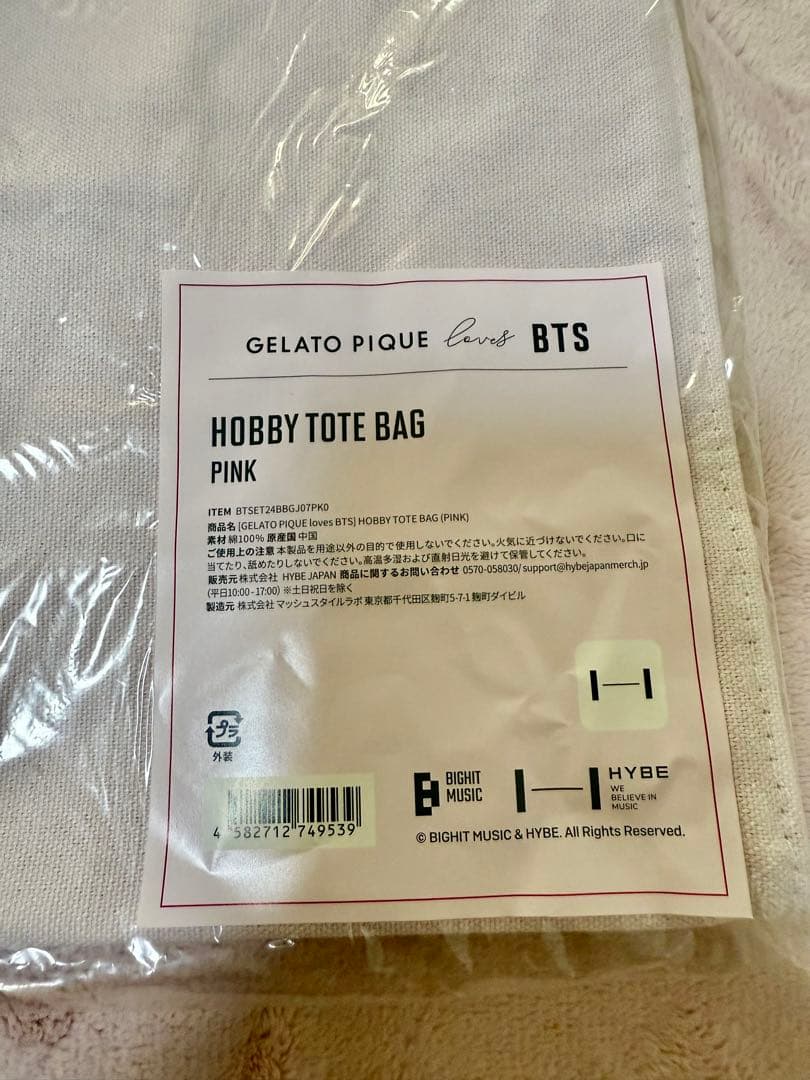 GELATO PIQUE loves BTS
HOBBY TOTE BAG
PINK
ITEM BTSET24BBGJ07PK0
商品名 [GELATO PIQUE loves BTS] HOBBY TOTE BAG (PINK)
素材 綿100% 原産国 中国
ご使用上の注意 本製品を用途以外の目的で使用しないでください。火気に近づけないでください。口に
当てたり、舐めたりしないでください。高温多湿および直射日光を避けて保管してください。
販売元 株式会社 HYBE JAPAN 商品に関するお問い合わせ 0570-058030/ support@hybejapanmerch.jp
(平日10:00 - 17:00) ※土日祝日を除く
製造元 株式会社 マッシュスタイルラボ 東京都千代田区麹町5-7-1 麹町ダイビル
プラ
外装
4 582712 749539
BIGHIT
MUSIC
HYBE
WE
BELIEVE IN
MUSIC
© BIGHIT MUSIC & HYBE. All Rights Reserved.